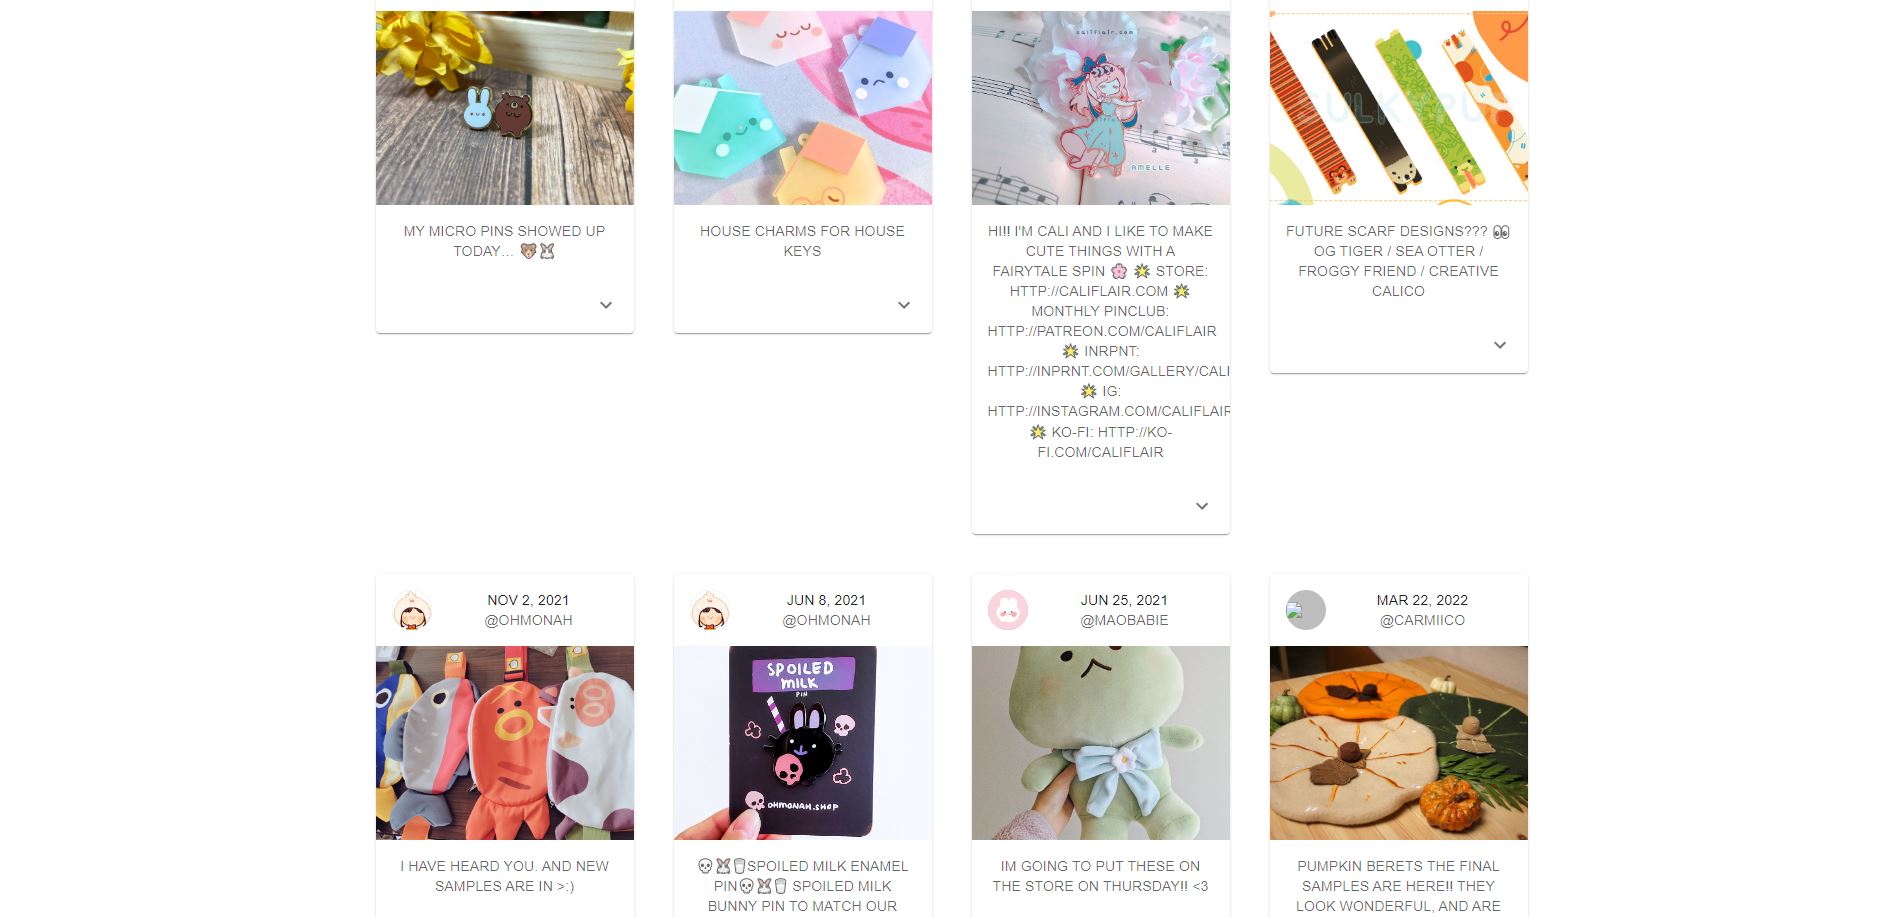 MY MICRO PINS SHOWED UP
TODAY... 🐻🐰
HOUSE CHARMS FOR HOUSE
KEYS
califlair.com
AMELLE
HI!! I'M CALI AND I LIKE TO MAKE
CUTE THINGS WITH A
FAIRYTALE SPIN 🌸 🌟 STORE:
HTTP://CALIFLAIR.COM 🌟
MONTHLY PINCLUB:
HTTP://PATREON.COM/CALIFLAIR
🌟 INRPNT:
HTTP://INPRNT.COM/GALLERY/CALI
🌟 IG:
HTTP://INSTAGRAM.COM/CALIFLAIR
🌟 KO-FI: HTTP://KO-
FI.COM/CALIFLAIR
FUTURE SCARF DESIGNS??? 👀
OG TIGER / SEA OTTER /
FROGGY FRIEND / CREATIVE
CALICO
NOV 2, 2021
@OHMONAH
I HAVE HEARD YOU. AND NEW
SAMPLES ARE IN >:)
JUN 8, 2021
@OHMONAH
SPOILED
MILK
PIN
OHMONAH.SHOP
💀🐰🥛SPOILED MILK ENAMEL
PIN💀🐰🥛 SPOILED MILK
BUNNY PIN TO MATCH OUR
JUN 25, 2021
@MAOBABIE
IM GOING TO PUT THESE ON
THE STORE ON THURSDAY!! <3
MAR 22, 2022
@CARMIICO
PUMPKIN BERETS THE FINAL
SAMPLES ARE HERE!! THEY
LOOK WONDERFUL, AND ARE